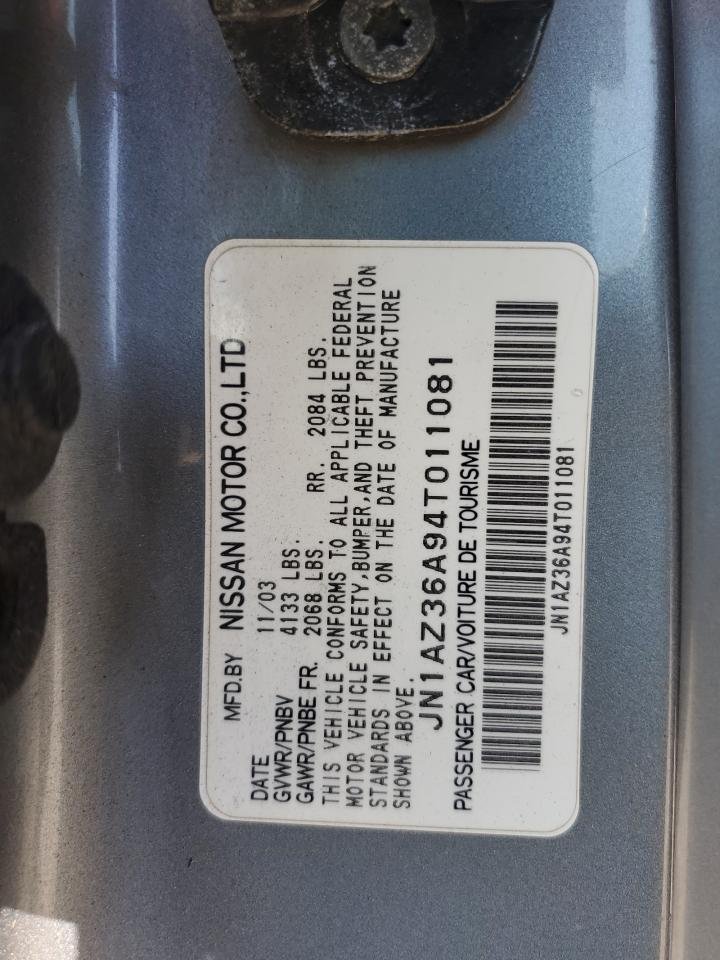 MFD.BY NISSAN MOTOR CO.,LTD
DATE 11/03
GVWR/PNBV 4133 LBS.
GAWR/PNBE FR. 2068 LBS. RR. 2084 LBS.
THIS VEHICLE CONFORMS TO ALL APPLICABLE FEDERAL
MOTOR VEHICLE SAFETY,BUMPER,AND THEFT PREVENTION
STANDARDS IN EFFECT ON THE DATE OF MANUFACTURE
SHOWN ABOVE.
JN1AZ36A94T011081
PASSENGER CAR/VOITURE DE TOURISME
JN1AZ36A94T011081